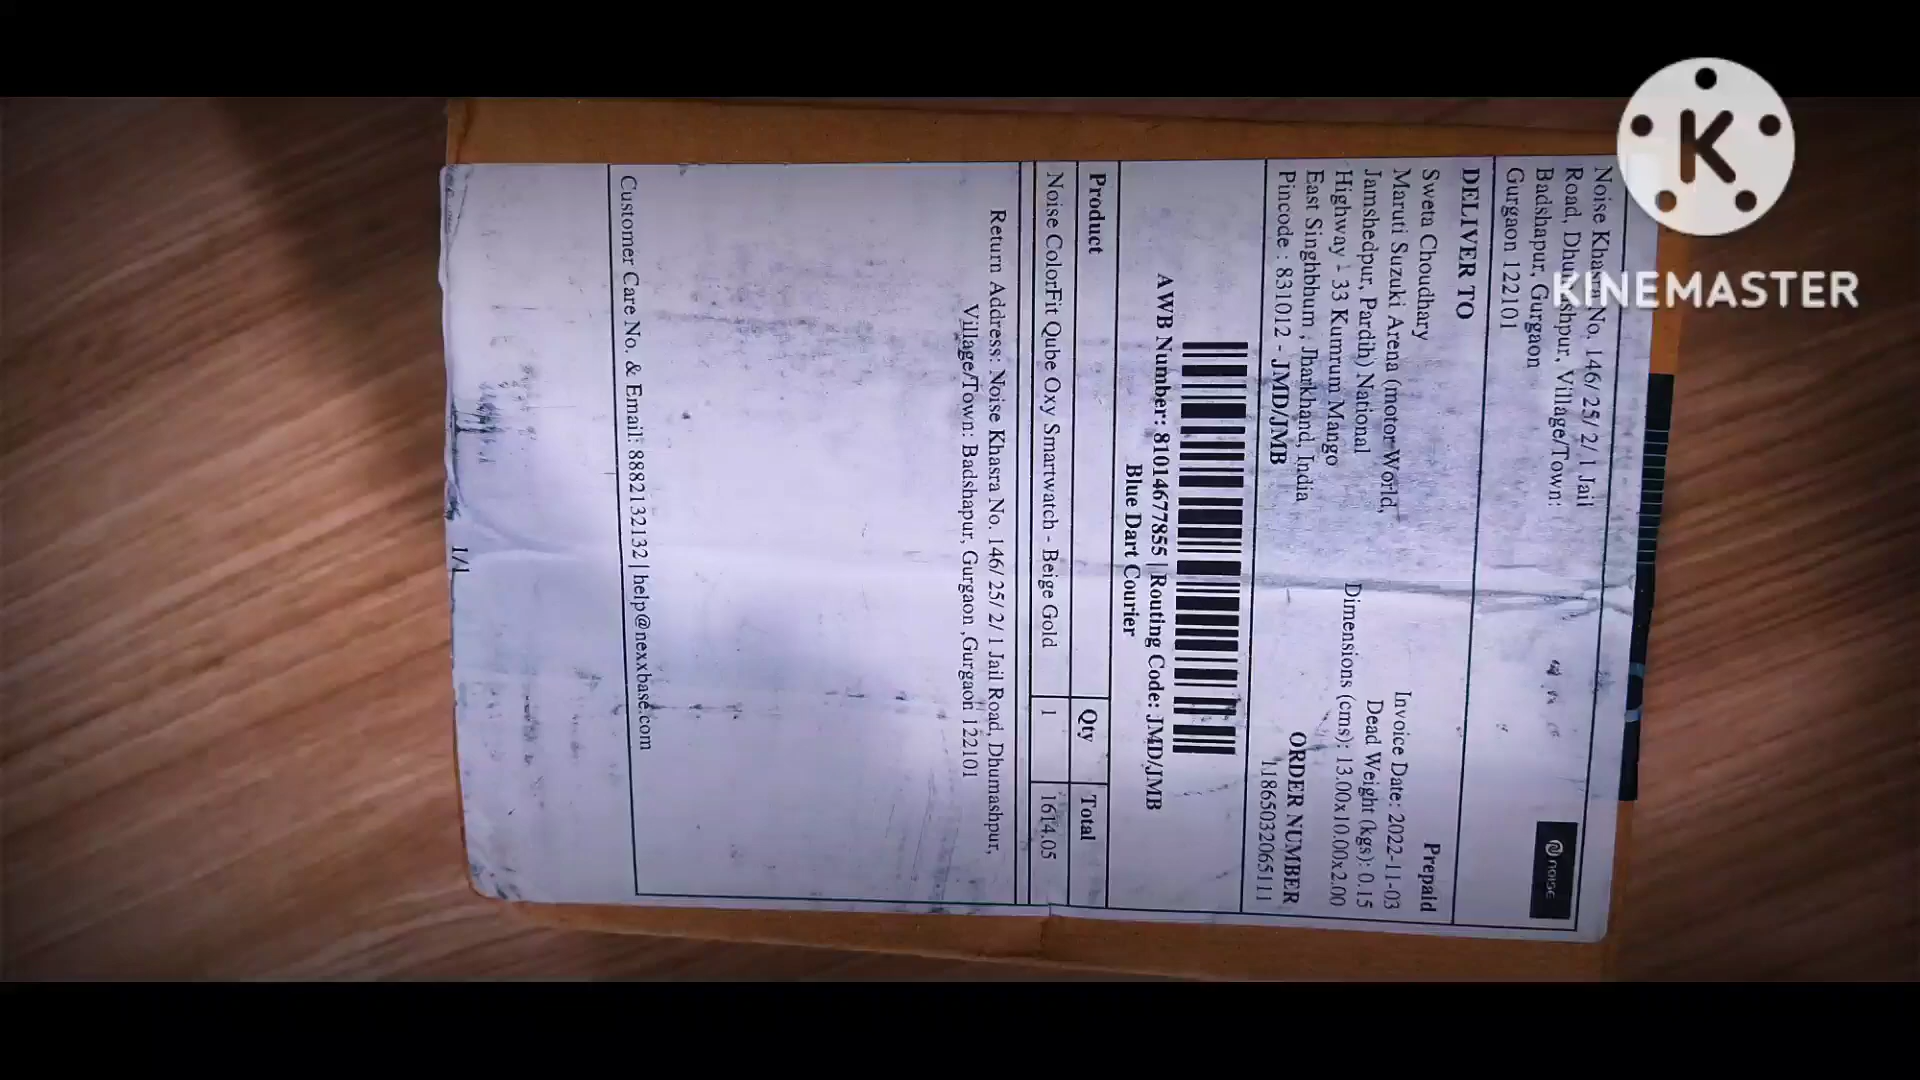 Noise Khasra No. 146/ 25/ 2/ 1 Jail
Road, Dhumashpur, Village/Town:
Badshapur, Gurgaon
Gurgaon 122101
noise
DELIVER TO
Sweta Choudhary
Maruti Suzuki Arena (motor World,
Jamshedpur, Pardih) National
Highway - 33 Kumrum Mango
East Singhbhum , Jharkhand, India
Pincode : 831012 - JMD/JMB
Prepaid
Invoice Date: 2022-11-03
Dead Weight (kgs): 0.15
Dimensions (cms): 13.00x10.00x2.00
ORDER NUMBER
11865032065111
AWB Number: 81014677855 | Routing Code: JMD/JMB
Blue Dart Courier
Product Qty Total
Noise ColorFit Qube Oxy Smartwatch - Beige Gold 1 1614.05
Return Address: Noise Khasra No. 146/ 25/ 2/ 1 Jail Road, Dhumashpur,
Village/Town: Badshapur, Gurgaon ,Gurgaon 122101
Customer Care No. & Email: 8882132132 | help@nexxbase.com
1/1
K
KINEMASTER